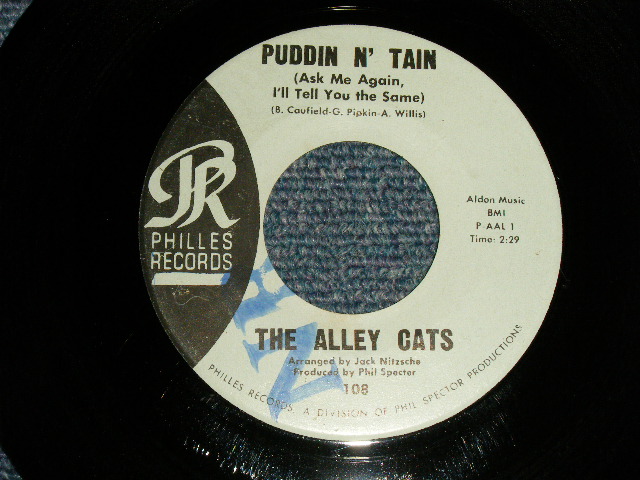 PUDDIN N' TAIN
(Ask Me Again,
I'll Tell You the Same)
(B. Caufield-G. Pipkin-A. Willis)
PR
PHILLES
RECORDS
Aldon Music
BMI
P-AAL 1
Time: 2:29
THE ALLEY CATS
Arranged by Jack Nitzsche
Produced by Phil Spector
108
PHILLES RECORDS, A DIVISION OF PHIL SPECTOR PRODUCTIONS